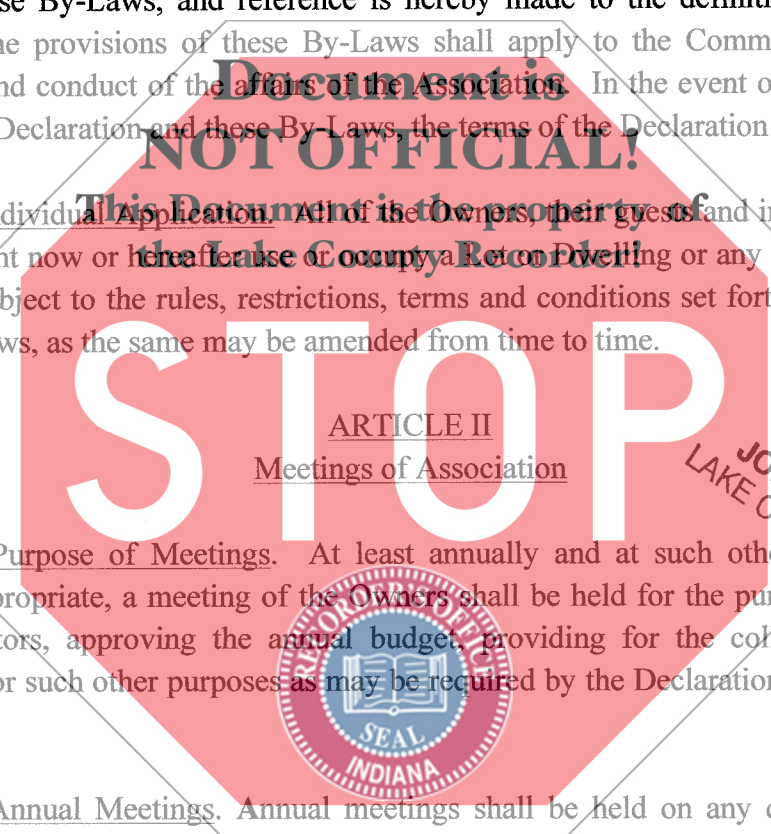 se By-Laws, and reference is hereby made to the definiti
he provisions of these By-Laws shall apply to the Comm
nd conduct of the affairs of the Association. In the event o
Declaration and these By-Laws, the terms of the Declaration
Document is
NOT OFFICIAL!
This Document is the property of
the Lake County Recorder!
dividual Application. All of the Owners, their guests and in
nt now or hereafter use or occupy a Lot or Dwelling or any
bject to the rules, restrictions, terms and conditions set fort
ws, as the same may be amended from time to time.
STOP
ARTICLE II
Meetings of Association
JO
LAKE C
Purpose of Meetings. At least annually and at such othe
propriate, a meeting of the Owners shall be held for the pur
tors, approving the annual budget, providing for the col
or such other purposes as may be required by the Declaration
RECORDER'S OFFICE
SEAL
INDIANA
Annual Meetings. Annual meetings shall be held on any d